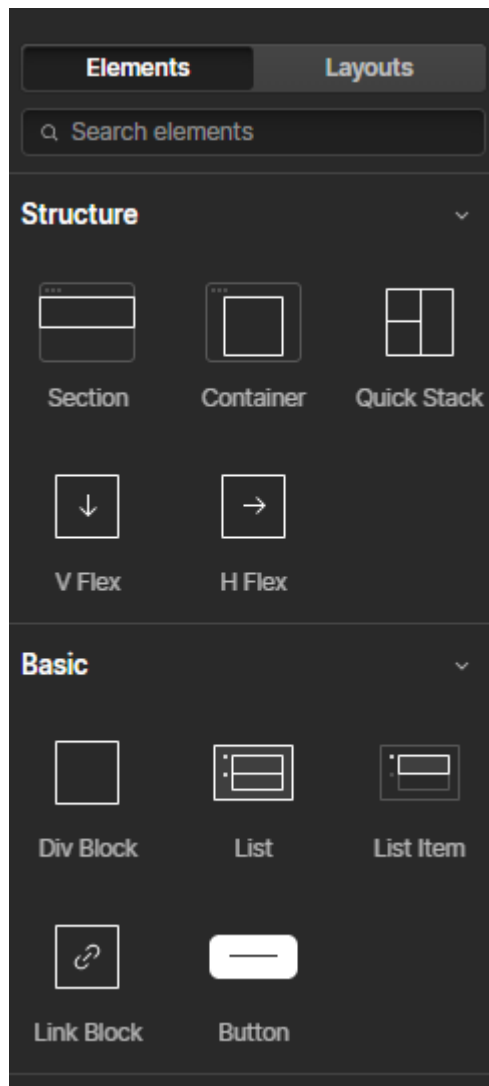 Elements Layouts
Search elements
Structure
Section Container Quick Stack
V Flex H Flex
Basic
Div Block List List Item
Link Block Button